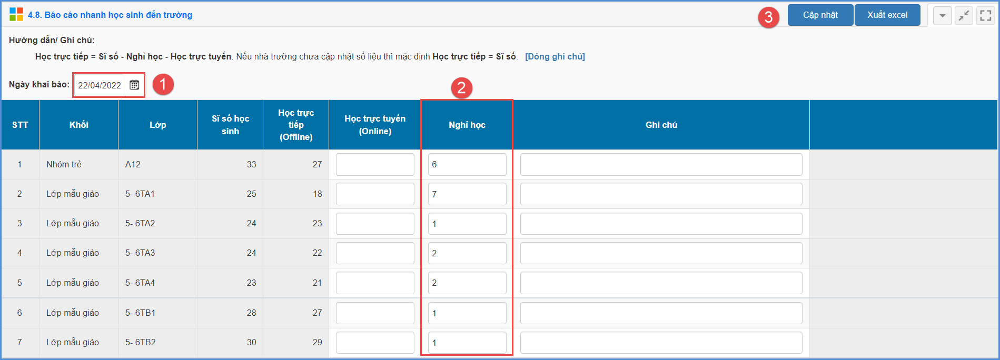 4.8. Báo cáo nhanh học sinh đến trường
3
Cập nhật
Xuất excel
Hướng dẫn/ Ghi chú:
Học trực tiếp = Sĩ số - Nghỉ học - Học trực tuyến. Nếu nhà trường chưa cập nhật số liệu thì mặc định Học trực tiếp = Sĩ số. [Đóng ghi chú]
Ngày khai báo: 22/04/2022
1
2
STT
Khối
Lớp
Sĩ số học
sinh
Học trực
tiếp
(Offline)
Học trực tuyến
(Online)
Nghỉ học
Ghi chú
1 Nhóm trẻ A12 33 27 6
2 Lớp mẫu giáo 5- 6TA1 25 18 7
3 Lớp mẫu giáo 5- 6TA2 24 23 1
4 Lớp mẫu giáo 5- 6TA3 24 22 2
5 Lớp mẫu giáo 5- 6TA4 23 21 2
6 Lớp mẫu giáo 5- 6TB1 28 27 1
7 Lớp mẫu giáo 5- 6TB2 30 29 1